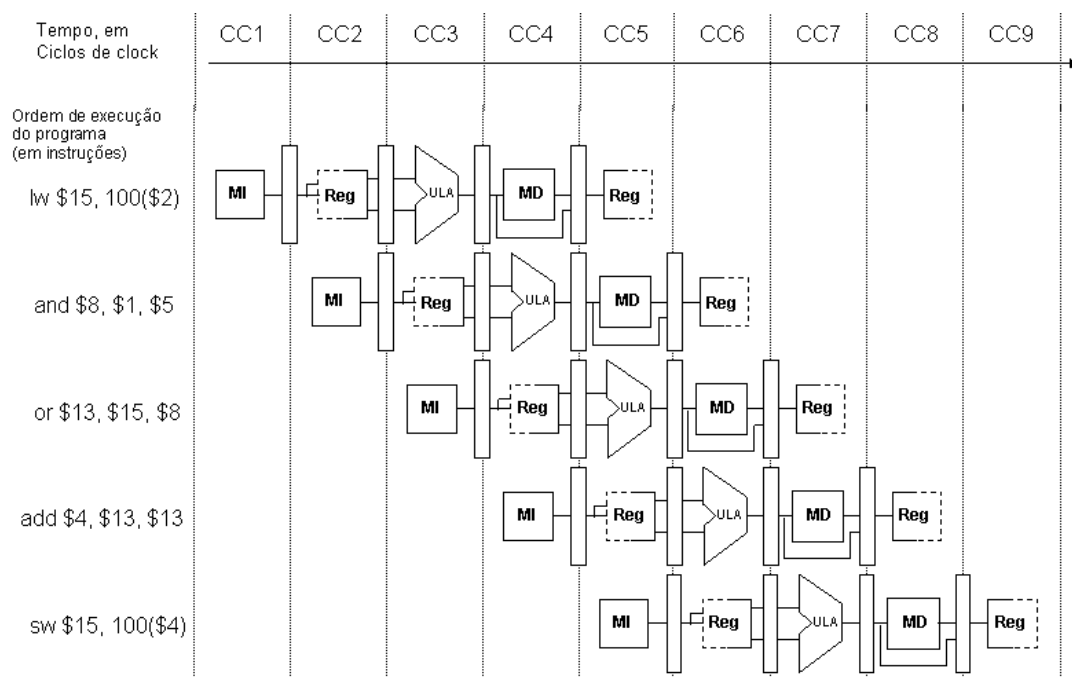 Tempo, em
Ciclos de clock
CC1 CC2 CC3 CC4 CC5 CC6 CC7 CC8 CC9
Ordem de execução
do programa
(em instruções)
lw $15, 100($2)
MI Reg ULA MD Reg
and $8, $1, $5
MI Reg ULA MD Reg
or $13, $15, $8
MI Reg ULA MD Reg
add $4, $13, $13
MI Reg ULA MD Reg
sw $15, 100($4)
MI Reg ULA MD Reg